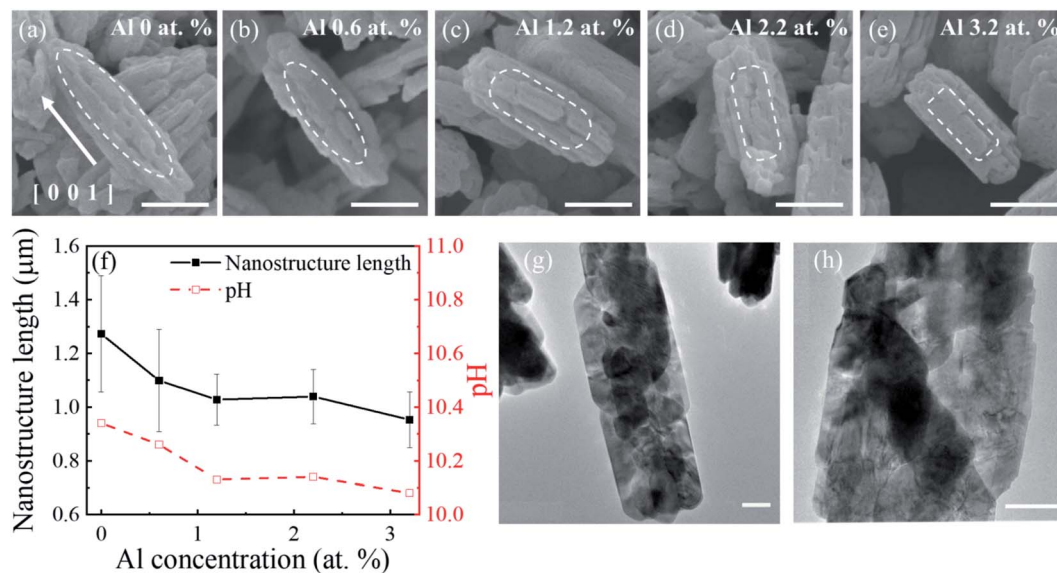 (a) Al 0 at. %
[ 0 0 1 ]
(b) Al 0.6 at. %
(c) Al 1.2 at. %
(d) Al 2.2 at. %
(e) Al 3.2 at. %
(f)
Nanostructure length
pH
Nanostructure length (μm)
1.6
1.4
1.2
1.0
0.8
0.6
0
1
2
3
Al concentration (at. %)
11.0
10.8
10.6
10.4
10.2
10.0
pH
(g)
(h)